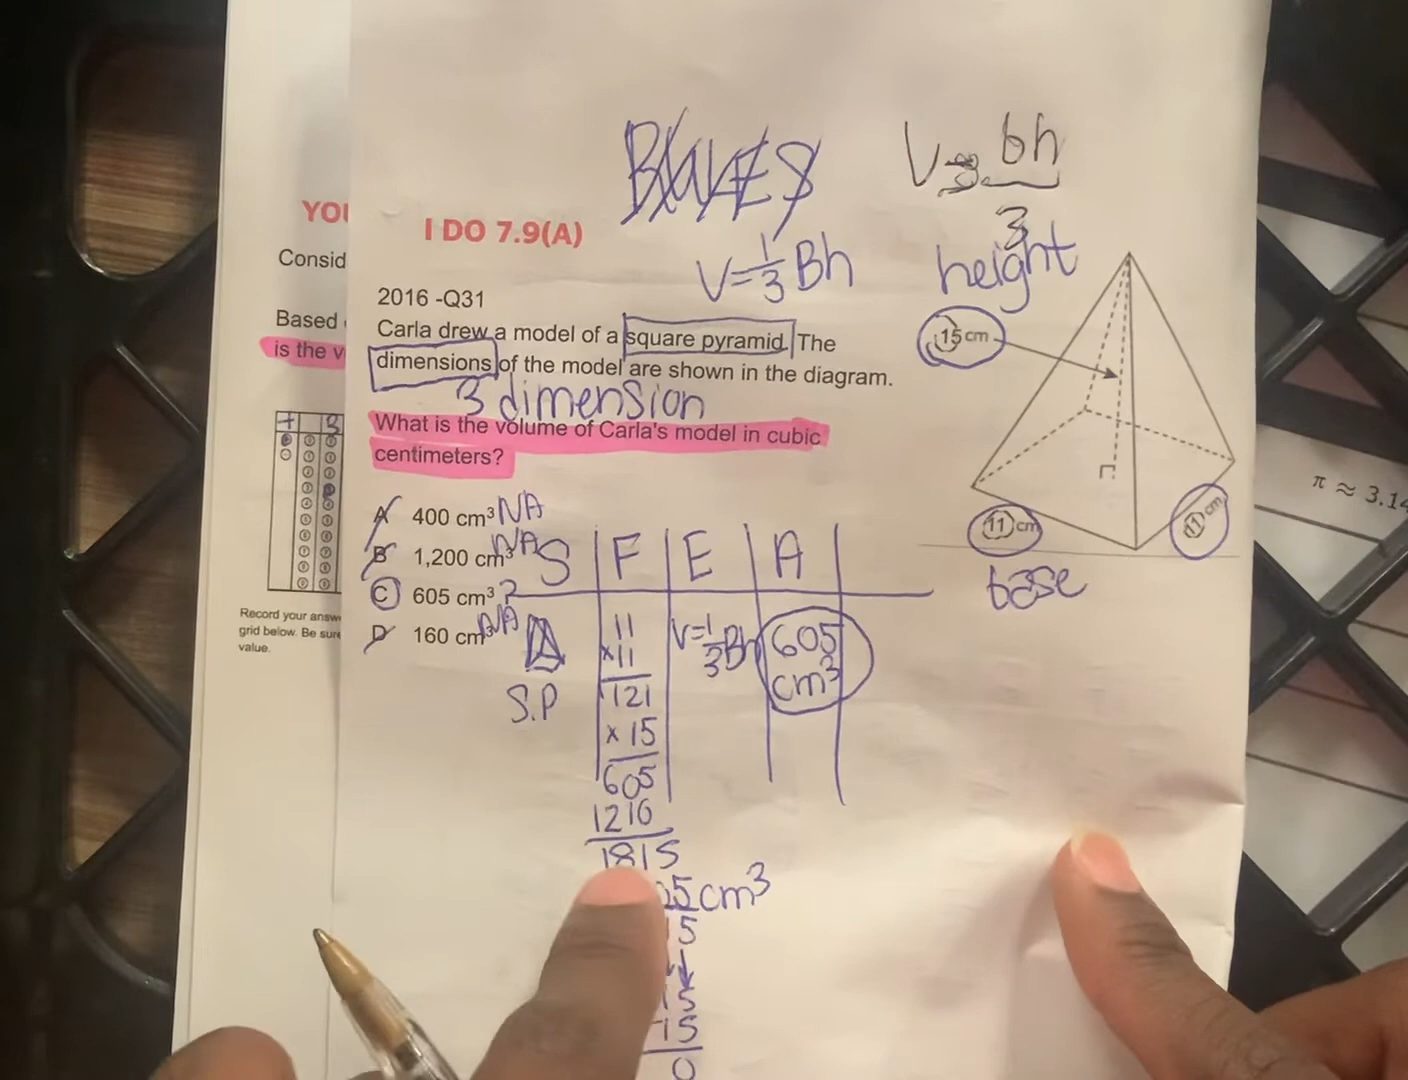 V= bh
3
I DO 7.9(A)
V=1/3 Bh
height
2016 -Q31
Carla drew a model of a square pyramid. The
dimensions of the model are shown in the diagram.
3 dimension
What is the volume of Carla's model in cubic
centimeters?
15 cm
11 cm
11 cm
base
A 400 cm³ NA
B 1,200 cm³ NA
C 605 cm³ ?
D 160 cm³ NA
S F E A
S.P
11
x11
121
x 15
605
1210
1815
V=1/3 Bh
605
cm³
5cm³
15
15
15
0
YOU
Consid
Based
is the v
+
3
Record your answ
grid below. Be sure
value.
π ≈ 3.14